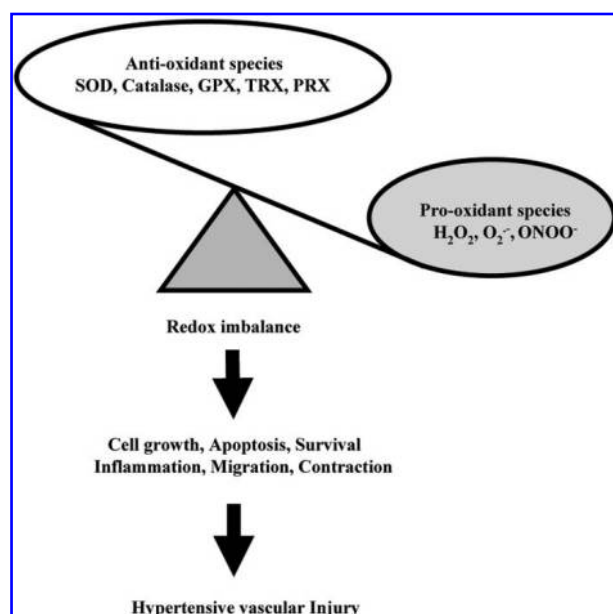 Anti-oxidant species
SOD, Catalase, GPX, TRX, PRX
Pro-oxidant species
H₂O₂, O₂⁻·, ONOO⁻
Redox imbalance
Cell growth, Apoptosis, Survival
Inflammation, Migration, Contraction
Hypertensive vascular Injury